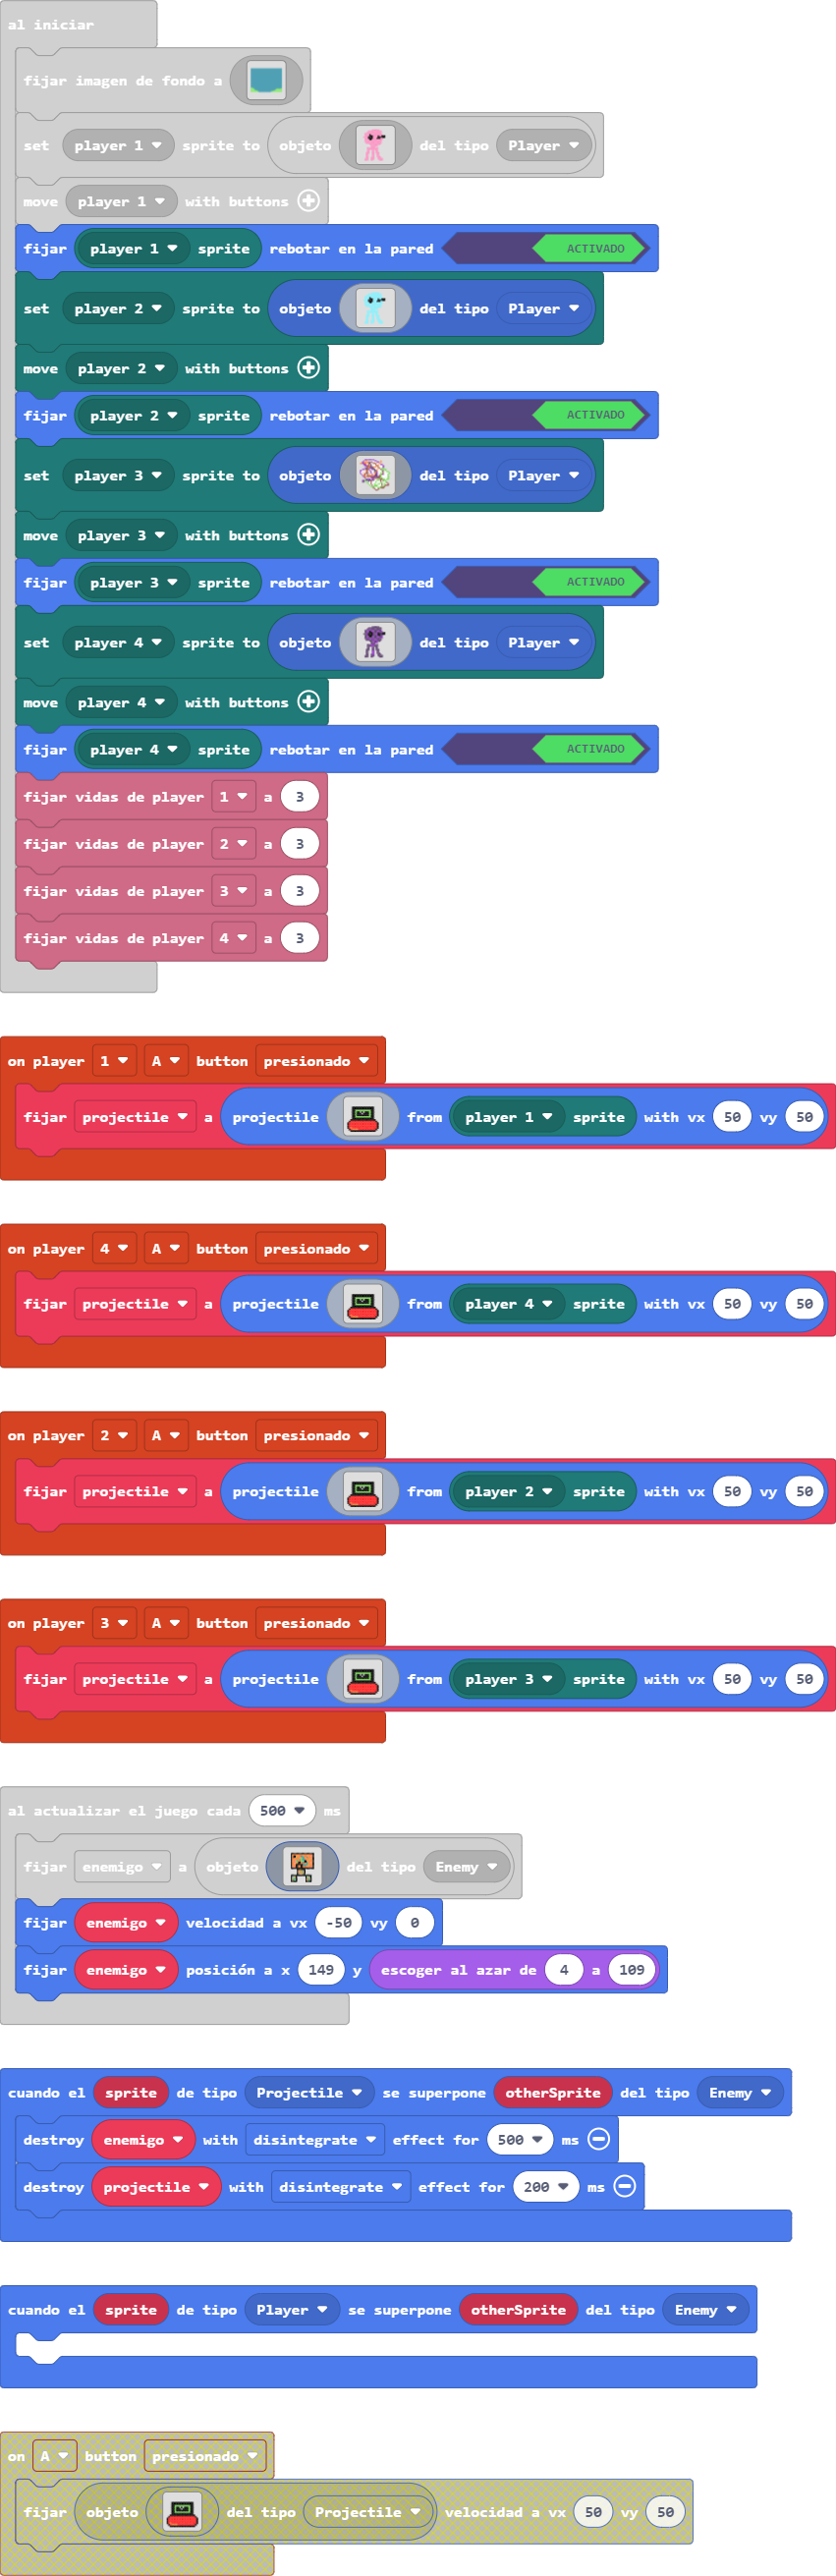 al iniciar
fijar imagen de fondo a
set player 1 sprite to objeto del tipo Player
move player 1 with buttons
fijar player 1 sprite rebotar en la pared ACTIVADO
set player 2 sprite to objeto del tipo Player
move player 2 with buttons
fijar player 2 sprite rebotar en la pared ACTIVADO
set player 3 sprite to objeto del tipo Player
move player 3 with buttons
fijar player 3 sprite rebotar en la pared ACTIVADO
set player 4 sprite to objeto del tipo Player
move player 4 with buttons
fijar player 4 sprite rebotar en la pared ACTIVADO
fijar vidas de player 1 a 3
fijar vidas de player 2 a 3
fijar vidas de player 3 a 3
fijar vidas de player 4 a 3
on player 1 A button presionado
fijar projectile a projectile from player 1 sprite with vx 50 vy 50
on player 4 A button presionado
fijar projectile a projectile from player 4 sprite with vx 50 vy 50
on player 2 A button presionado
fijar projectile a projectile from player 2 sprite with vx 50 vy 50
on player 3 A button presionado
fijar projectile a projectile from player 3 sprite with vx 50 vy 50
al actualizar el juego cada 500 ms
fijar enemigo a objeto del tipo Enemy
fijar enemigo velocidad a vx -50 vy 0
fijar enemigo posición a x 149 y escoger al azar de 4 a 109
cuando el sprite de tipo Projectile se superpone otherSprite del tipo Enemy
destroy enemigo with disintegrate effect for 500 ms
destroy projectile with disintegrate effect for 200 ms
cuando el sprite de tipo Player se superpone otherSprite del tipo Enemy
on A button presionado
fijar objeto del tipo Projectile velocidad a vx 50 vy 50